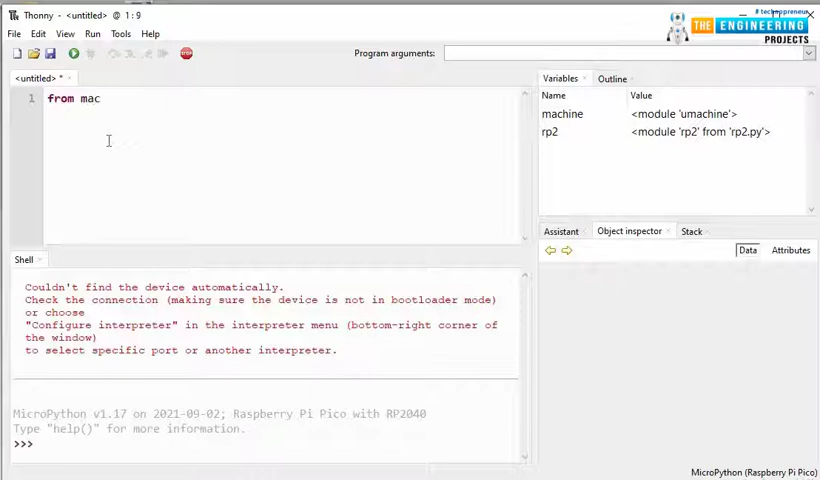 Thonny - <untitled> @ 1 : 9
# techopreneur
THE ENGINEERING
PROJECTS
File Edit View Run Tools Help
STOP
Program arguments:
<untitled> *
1 from mac
Variables Outline
Name Value
machine <module 'umachine'>
rp2 <module 'rp2' from 'rp2.py'>
Assistant Object inspector Stack
Data Attributes
Shell
Couldn't find the device automatically.
Check the connection (making sure the device is not in bootloader mode)
or choose
"Configure interpreter" in the interpreter menu (bottom-right corner of
the window)
to select specific port or another interpreter.
MicroPython v1.17 on 2021-09-02; Raspberry Pi Pico with RP2040
Type "help()" for more information.
>>>
MicroPython (Raspberry Pi Pico)